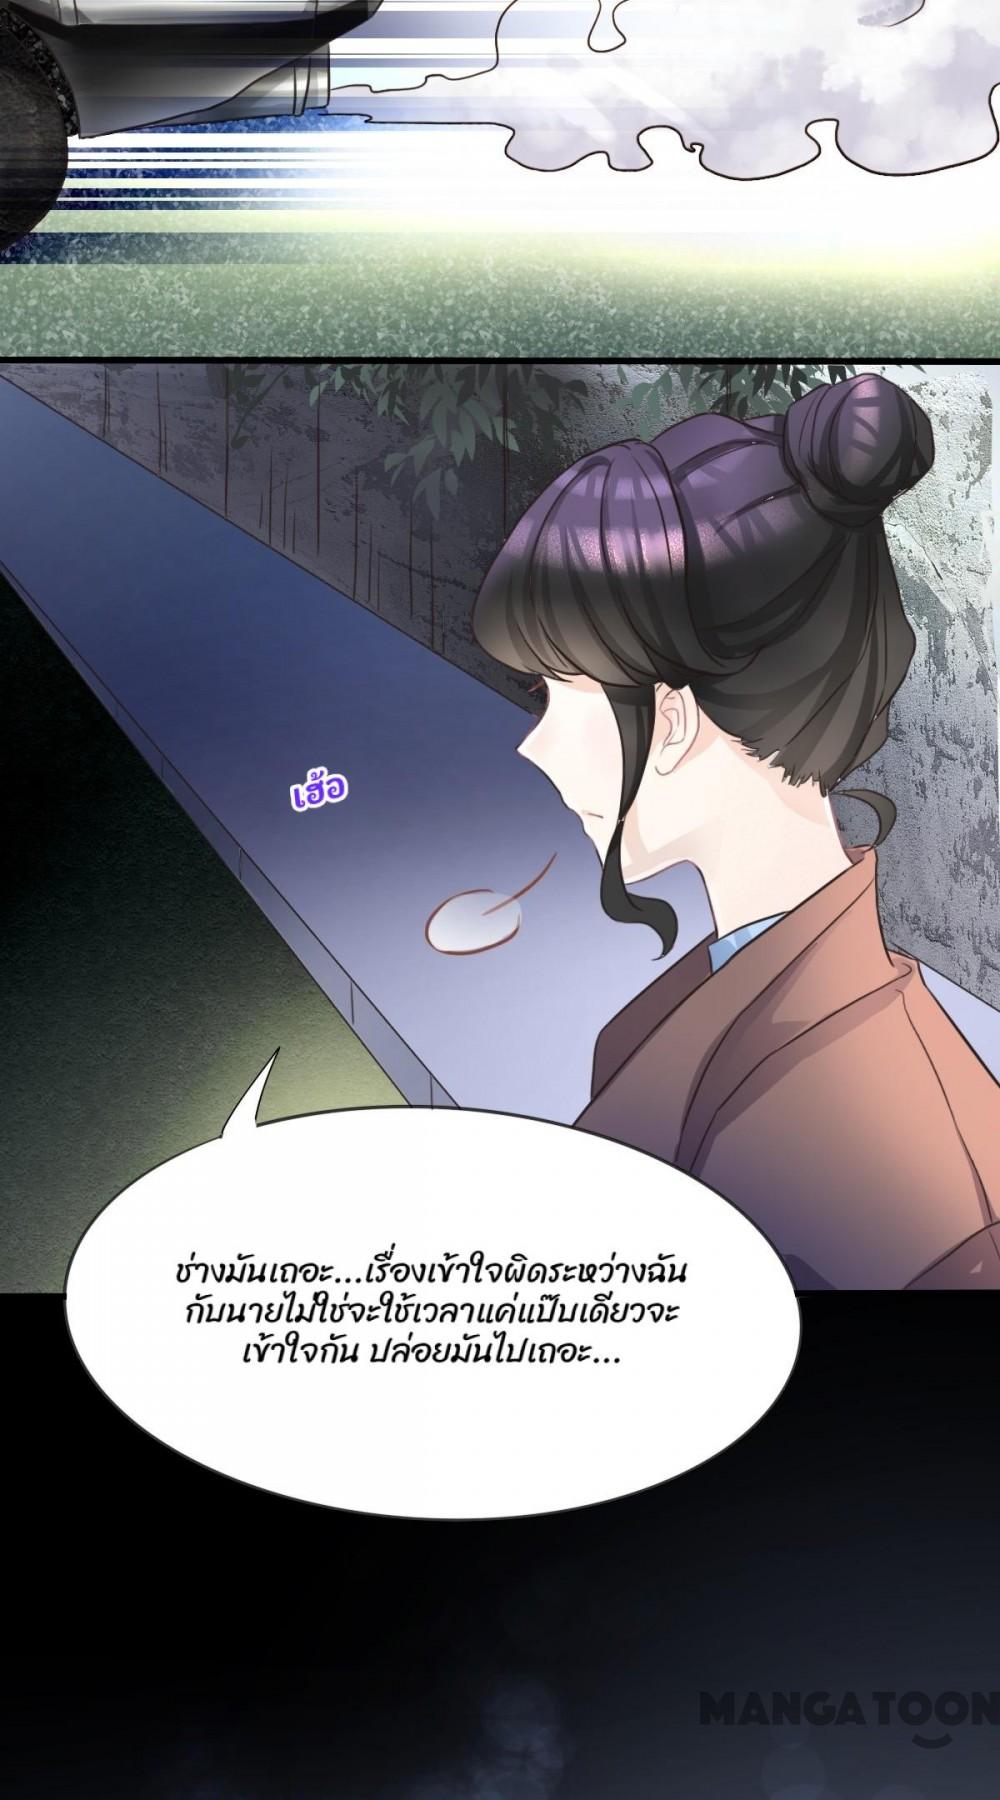 เฮ้อ
ช่างมันเถอะ...เรื่องเข้าใจผิดระหว่างฉัน
กับนายไม่ใช่จะใช้เวลาแค่แป๊บเดียวจะ
เข้าใจกัน ปล่อยมันไปเถอะ...
MANGATOON